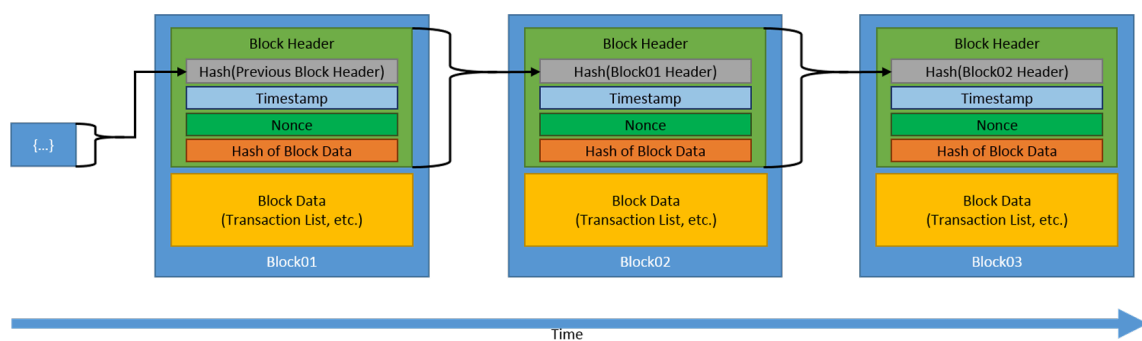 {...}
Block Header
Hash(Previous Block Header)
Timestamp
Nonce
Hash of Block Data
Block Data
(Transaction List, etc.)
Block01
Block Header
Hash(Block01 Header)
Timestamp
Nonce
Hash of Block Data
Block Data
(Transaction List, etc.)
Block02
Block Header
Hash(Block02 Header)
Timestamp
Nonce
Hash of Block Data
Block Data
(Transaction List, etc.)
Block03
Time